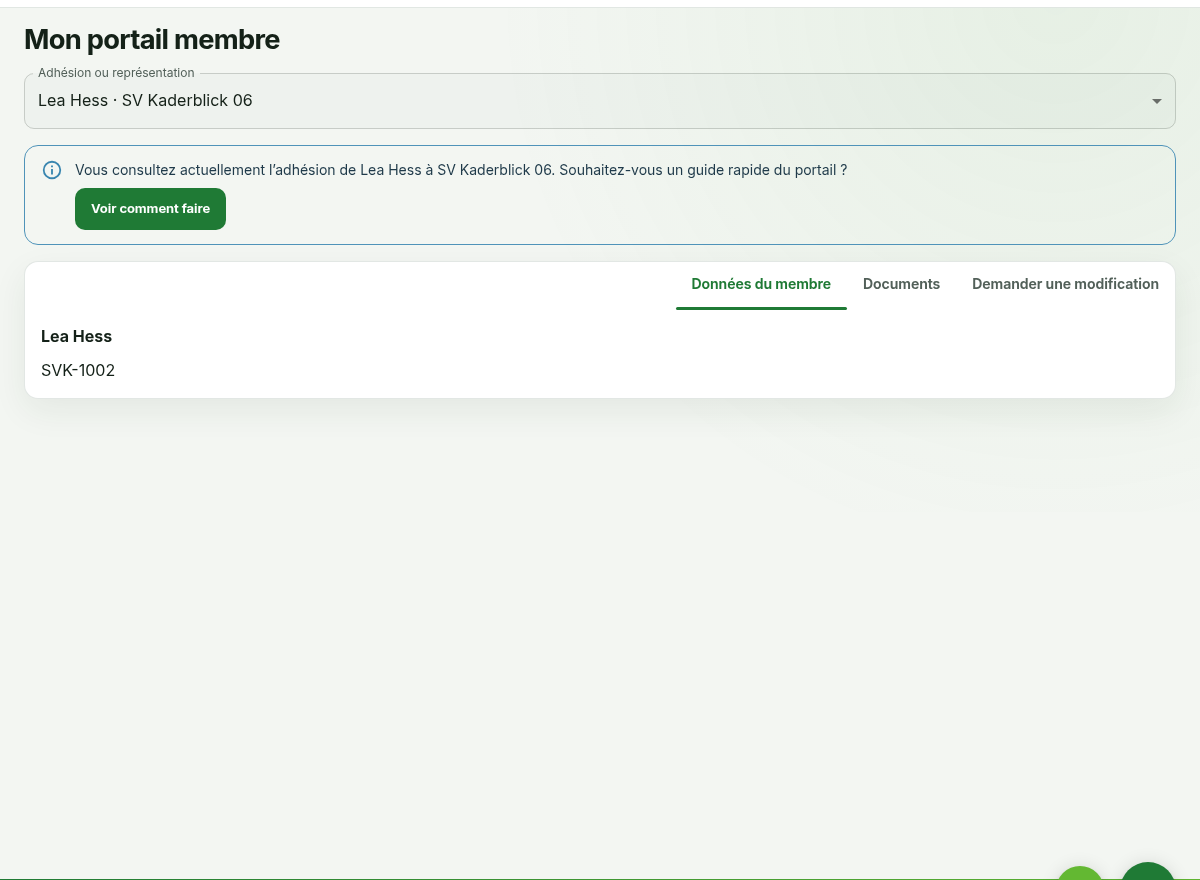 Mon portail membre
Adhésion ou représentation
Lea Hess · SV Kaderblick 06
Vous consultez actuellement l’adhésion de Lea Hess à SV Kaderblick 06. Souhaitez-vous un guide rapide du portail ?
Voir comment faire
Données du membre
Documents
Demander une modification
Lea Hess
SVK-1002